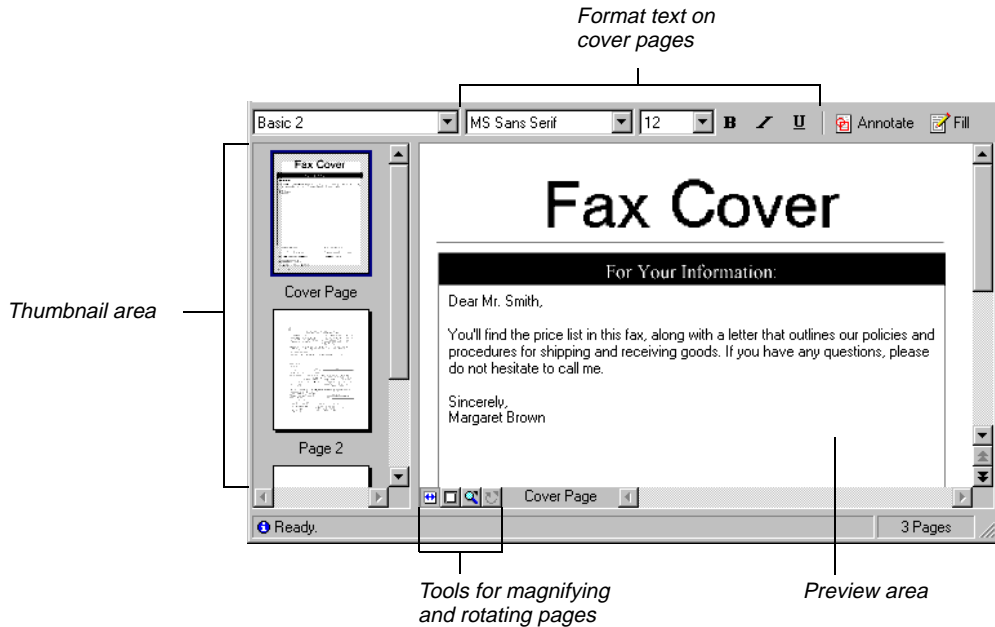 Format text on
cover pages
Basic 2
MS Sans Serif
12
B I U
Annotate
Fill
Thumbnail area
Fax Cover
Cover Page
Page 2
Fax Cover
For Your Information:
Dear Mr. Smith,
You'll find the price list in this fax, along with a letter that outlines our policies and
procedures for shipping and receiving goods. If you have any questions, please
do not hesitate to call me.
Sincerely,
Margaret Brown
Cover Page
Ready.
3 Pages
Tools for magnifying
and rotating pages
Preview area